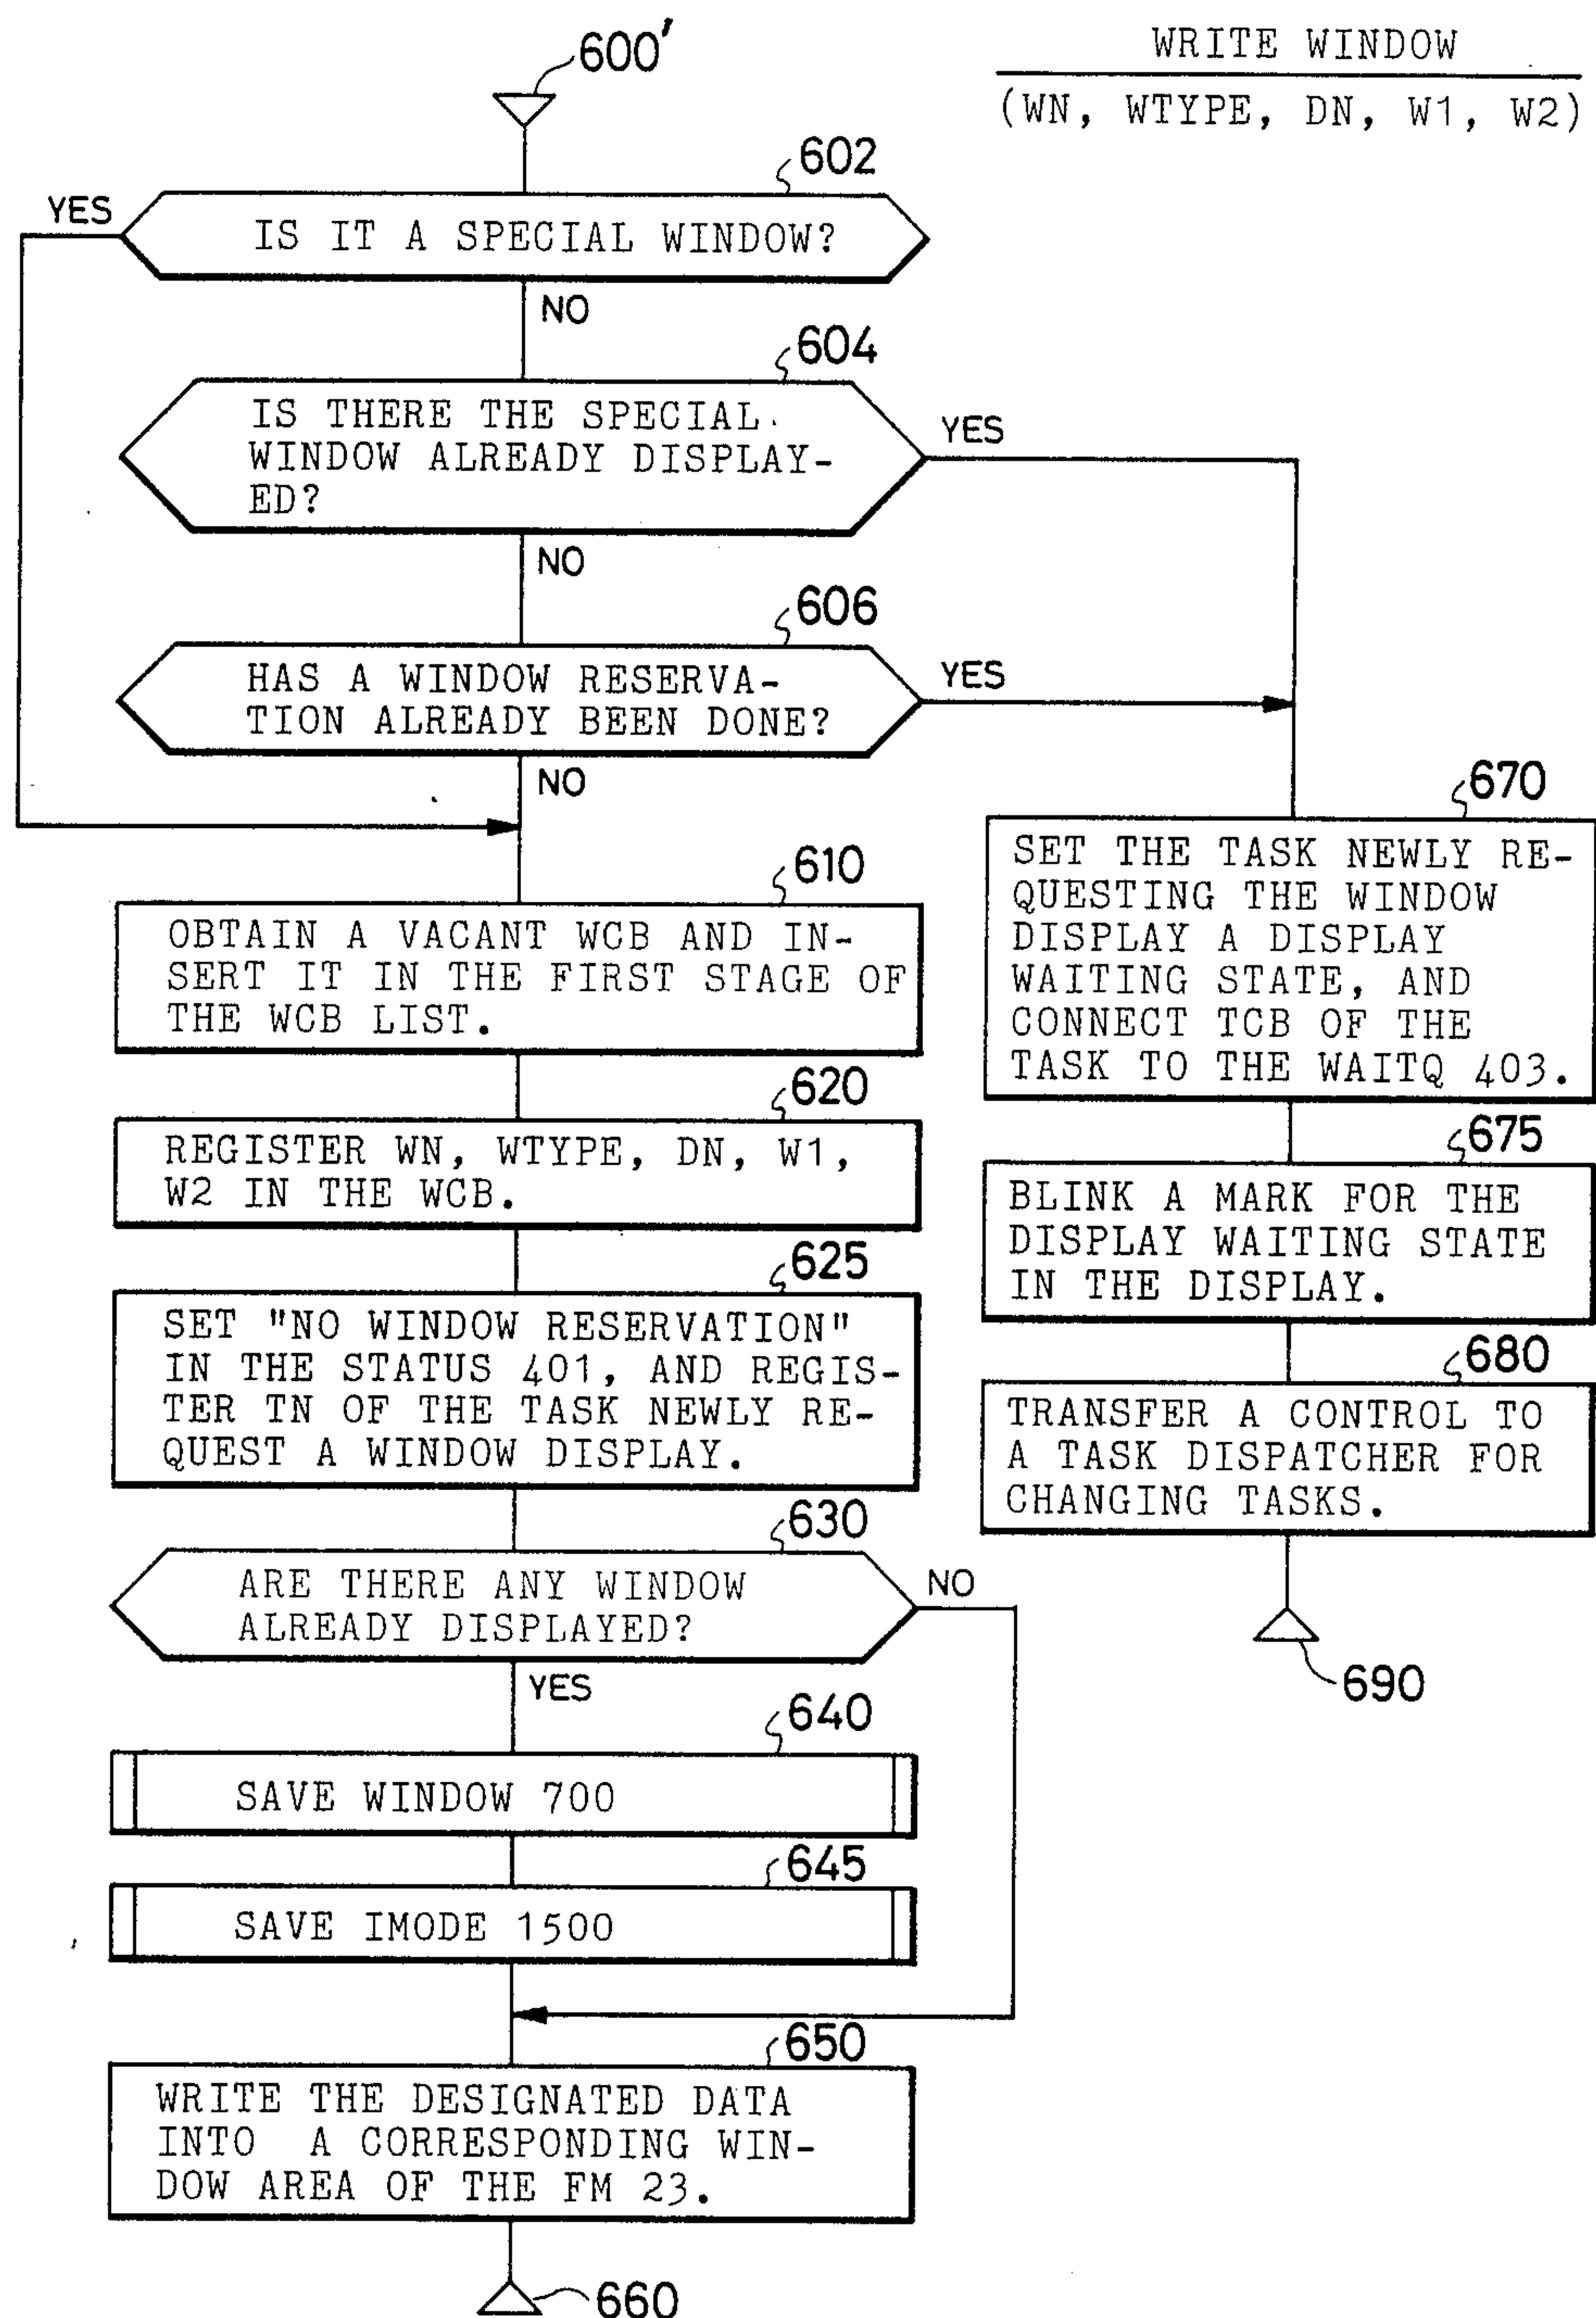 WRITE WINDOW
(WN, WTYPE, DN, W1, W2)
600'
602
YES
IS IT A SPECIAL WINDOW?
NO
604
IS THERE THE SPECIAL
WINDOW ALREADY DISPLAY-
ED?
YES
NO
606
HAS A WINDOW RESERVA-
TION ALREADY BEEN DONE?
YES
NO
610
OBTAIN A VACANT WCB AND IN-
SERT IT IN THE FIRST STAGE OF
THE WCB LIST.
620
REGISTER WN, WTYPE, DN, W1,
W2 IN THE WCB.
625
SET "NO WINDOW RESERVATION"
IN THE STATUS 401, AND REGIS-
TER TN OF THE TASK NEWLY RE-
QUEST A WINDOW DISPLAY.
630
ARE THERE ANY WINDOW
ALREADY DISPLAYED?
NO
YES
640
SAVE WINDOW 700
645
SAVE IMODE 1500
650
WRITE THE DESIGNATED DATA
INTO A CORRESPONDING WIN-
DOW AREA OF THE FM 23.
660
670
SET THE TASK NEWLY RE-
QUESTING THE WINDOW
DISPLAY A DISPLAY
WAITING STATE, AND
CONNECT TCB OF THE
TASK TO THE WAITQ 403.
675
BLINK A MARK FOR THE
DISPLAY WAITING STATE
IN THE DISPLAY.
680
TRANSFER A CONTROL TO
A TASK DISPATCHER FOR
CHANGING TASKS.
690